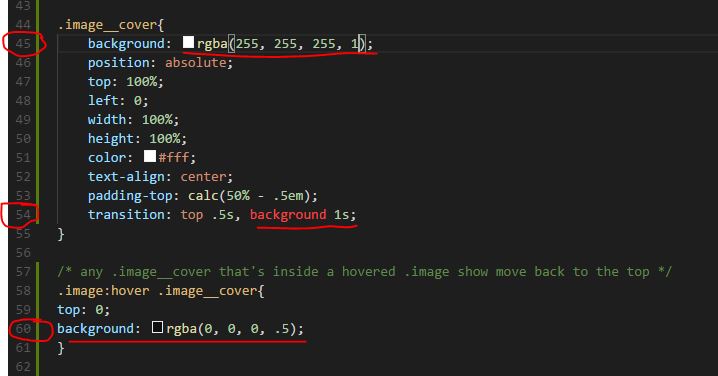 43
44 .image__cover{
45 background: rgba(255, 255, 255, 1);
46 position: absolute;
47 top: 100%;
48 left: 0;
49 width: 100%;
50 height: 100%;
51 color: #fff;
52 text-align: center;
53 padding-top: calc(50% - .5em);
54 transition: top .5s, background 1s;
55 }
56
57 /* any .image__cover that's inside a hovered .image show move back to the top */
58 .image:hover .image__cover{
59 top: 0;
60 background: rgba(0, 0, 0, .5);
61 }
62